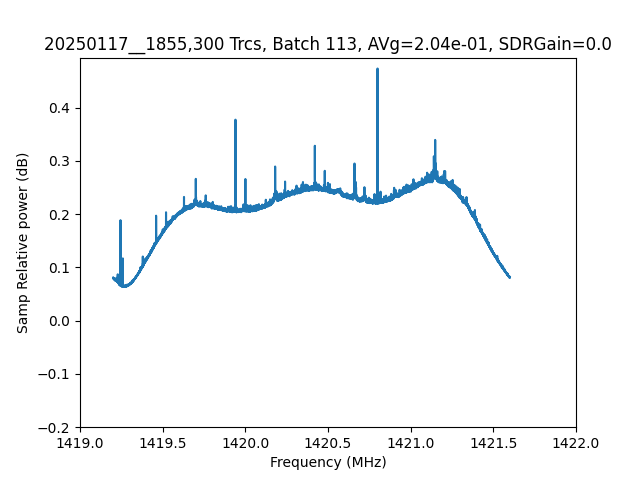 20250117__1855,300 Trcs, Batch 113, AVg=2.04e-01, SDRGain=0.0
0.4
0.3
0.2
0.1
0.0
−0.1
−0.2
Samp Relative power (dB)
1419.0 1419.5 1420.0 1420.5 1421.0 1421.5 1422.0
Frequency (MHz)